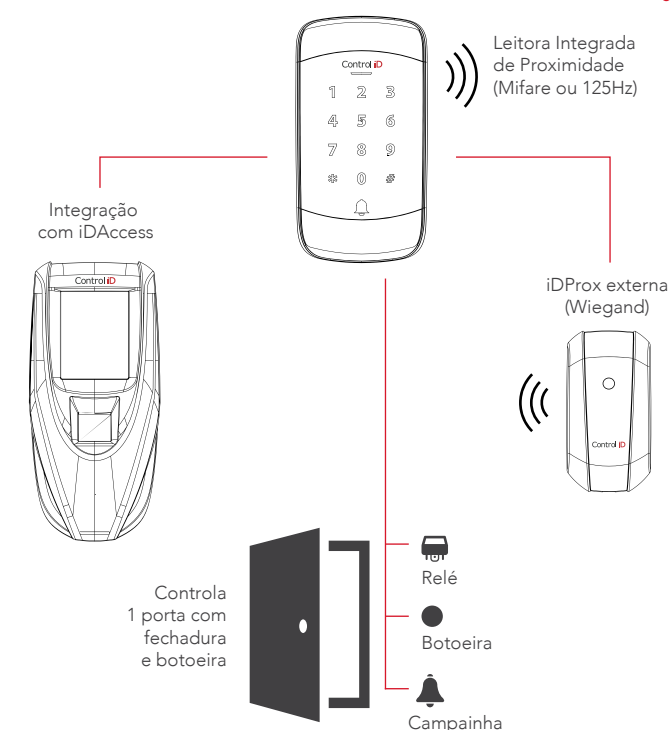 Control iD
Leitora Integrada
de Proximidade
(Mifare ou 125Hz)
1 2 3
4 5 6
7 8 9
* 0 #
Integração
com iDAccess
Control iD
iDProx externa
(Wiegand)
Control iD
Controla
1 porta com
fechadura
e botoeira
Relé
Botoeira
Campainha